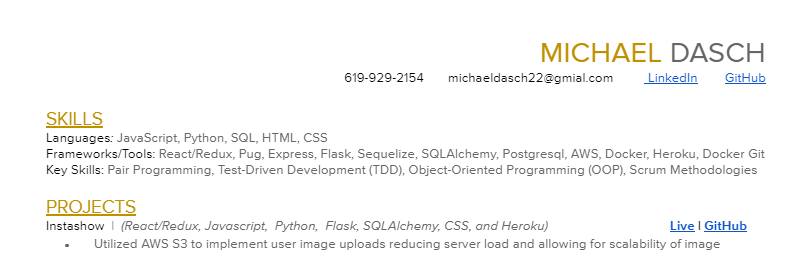 MICHAEL DASCH
619-929-2154 michaeldasch22@gmial.com LinkedIn GitHub
SKILLS
Languages: JavaScript, Python, SQL, HTML, CSS
Frameworks/Tools: React/Redux, Pug, Express, Flask, Sequelize, SQLAlchemy, Postgresql, AWS, Docker, Heroku, Docker Git
Key Skills: Pair Programming, Test-Driven Development (TDD), Object-Oriented Programming (OOP), Scrum Methodologies
PROJECTS
Instashow | (React/Redux, Javascript, Python, Flask, SQLAlchemy, CSS, and Heroku) Live | GitHub
• Utilized AWS S3 to implement user image uploads reducing server load and allowing for scalability of image